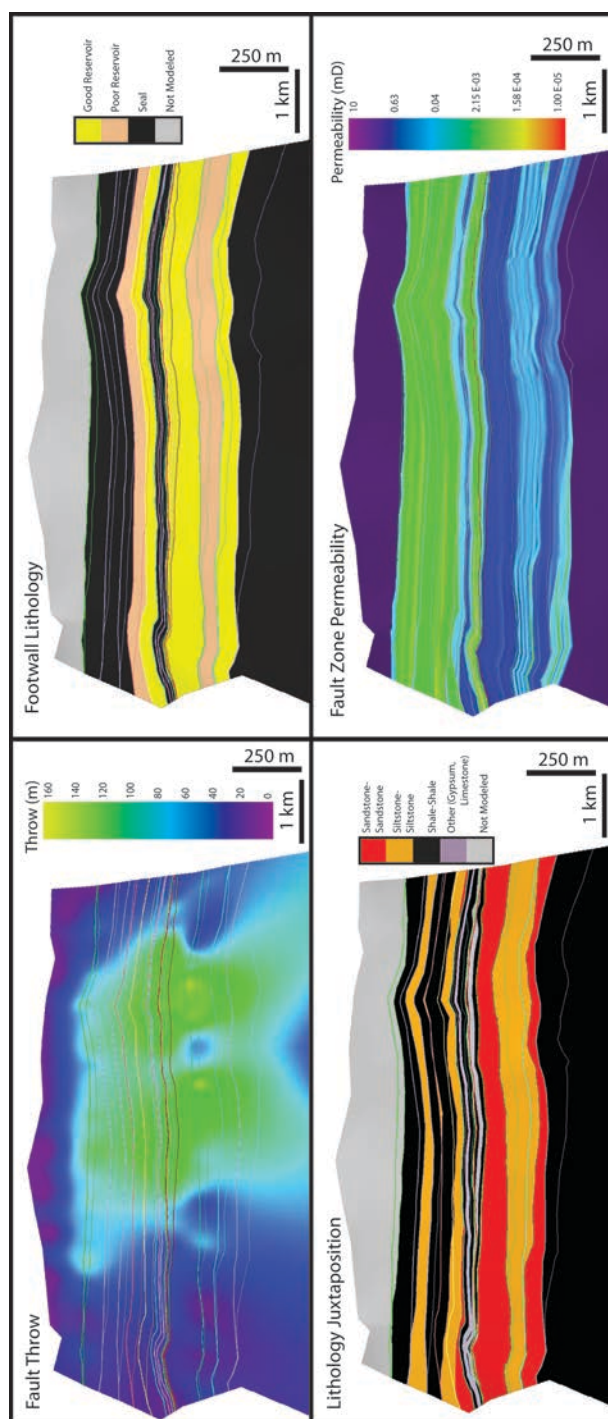 Fault Throw
Throw (m)
160
140
120
100
80
60
40
20
0
250 m
1 km
Footwall Lithology
Good Reservoir
Poor Reservoir
Seal
Not Modeled
250 m
1 km
Lithology Juxtaposition
Sandstone-
Sandstone
Siltstone-
Siltstone
Shale-Shale
Other (Gypsum,
Limestone)
Not Modeled
250 m
1 km
Fault Zone Permeability
Permeability (mD)
10
0.63
0.04
2.15 E-03
1.58 E-04
1.00 E-05
250 m
1 km